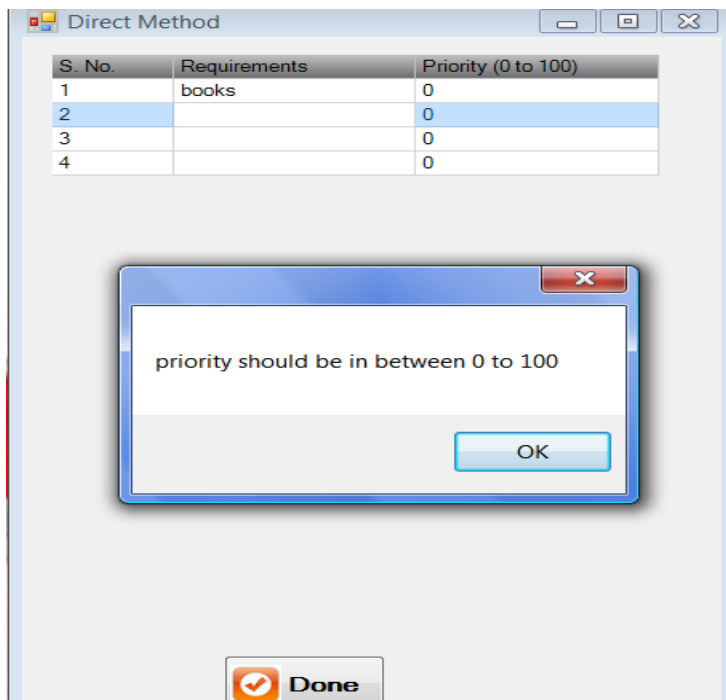 Direct Method
S. No. Requirements Priority (0 to 100)
1 books 0
2 0
3 0
4 0
priority should be in between 0 to 100
OK
Done